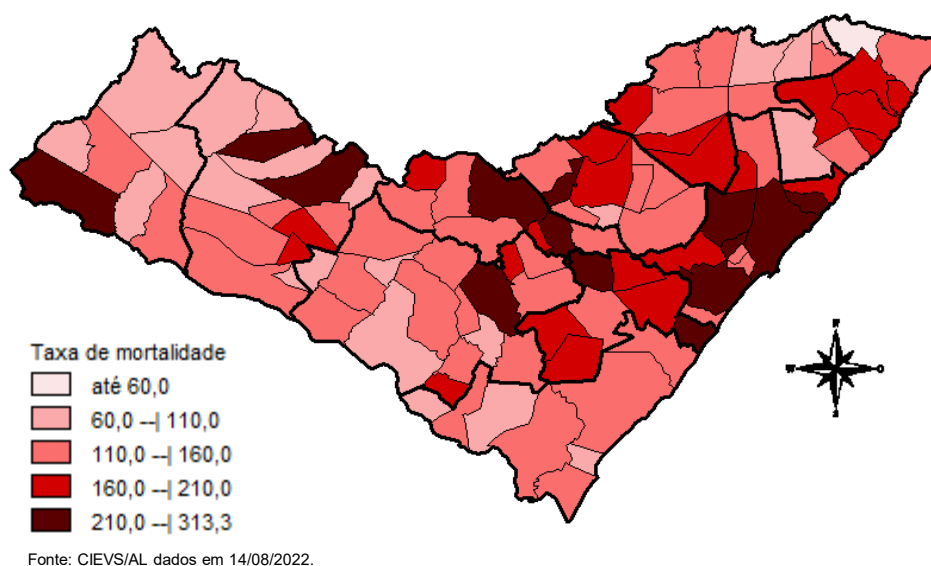 Taxa de mortalidade
até 60,0
60,0 --| 110,0
110,0 --| 160,0
160,0 --| 210,0
210,0 --| 313,3
Fonte: CIEVS/AL dados em 14/08/2022.